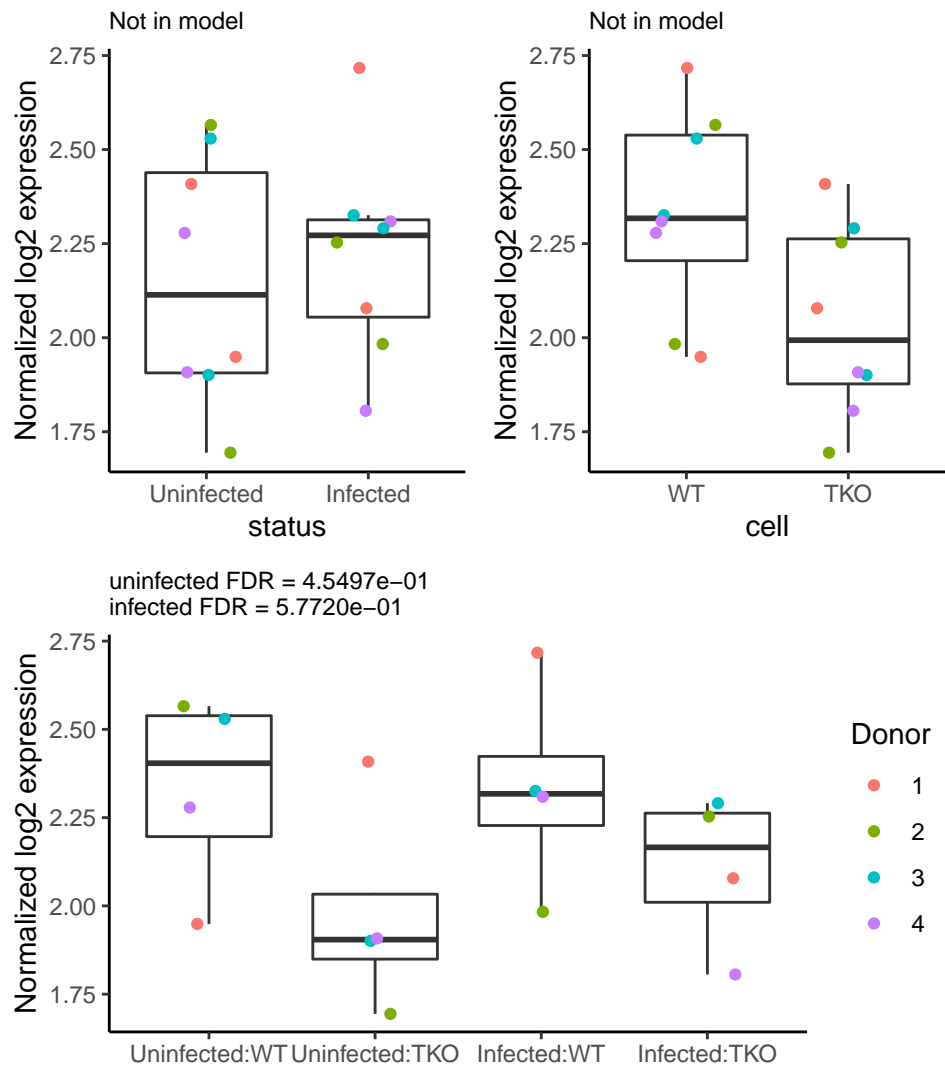 Not in model
Normalized log2 expression
2.75
2.50
2.25
2.00
1.75
Uninfected Infected
status
Not in model
Normalized log2 expression
2.75
2.50
2.25
2.00
1.75
WT TKO
cell
uninfected FDR = 4.5497e−01
infected FDR = 5.7720e−01
Normalized log2 expression
2.75
2.50
2.25
2.00
1.75
Uninfected:WT Uninfected:TKO Infected:WT Infected:TKO
Donor
1
2
3
4